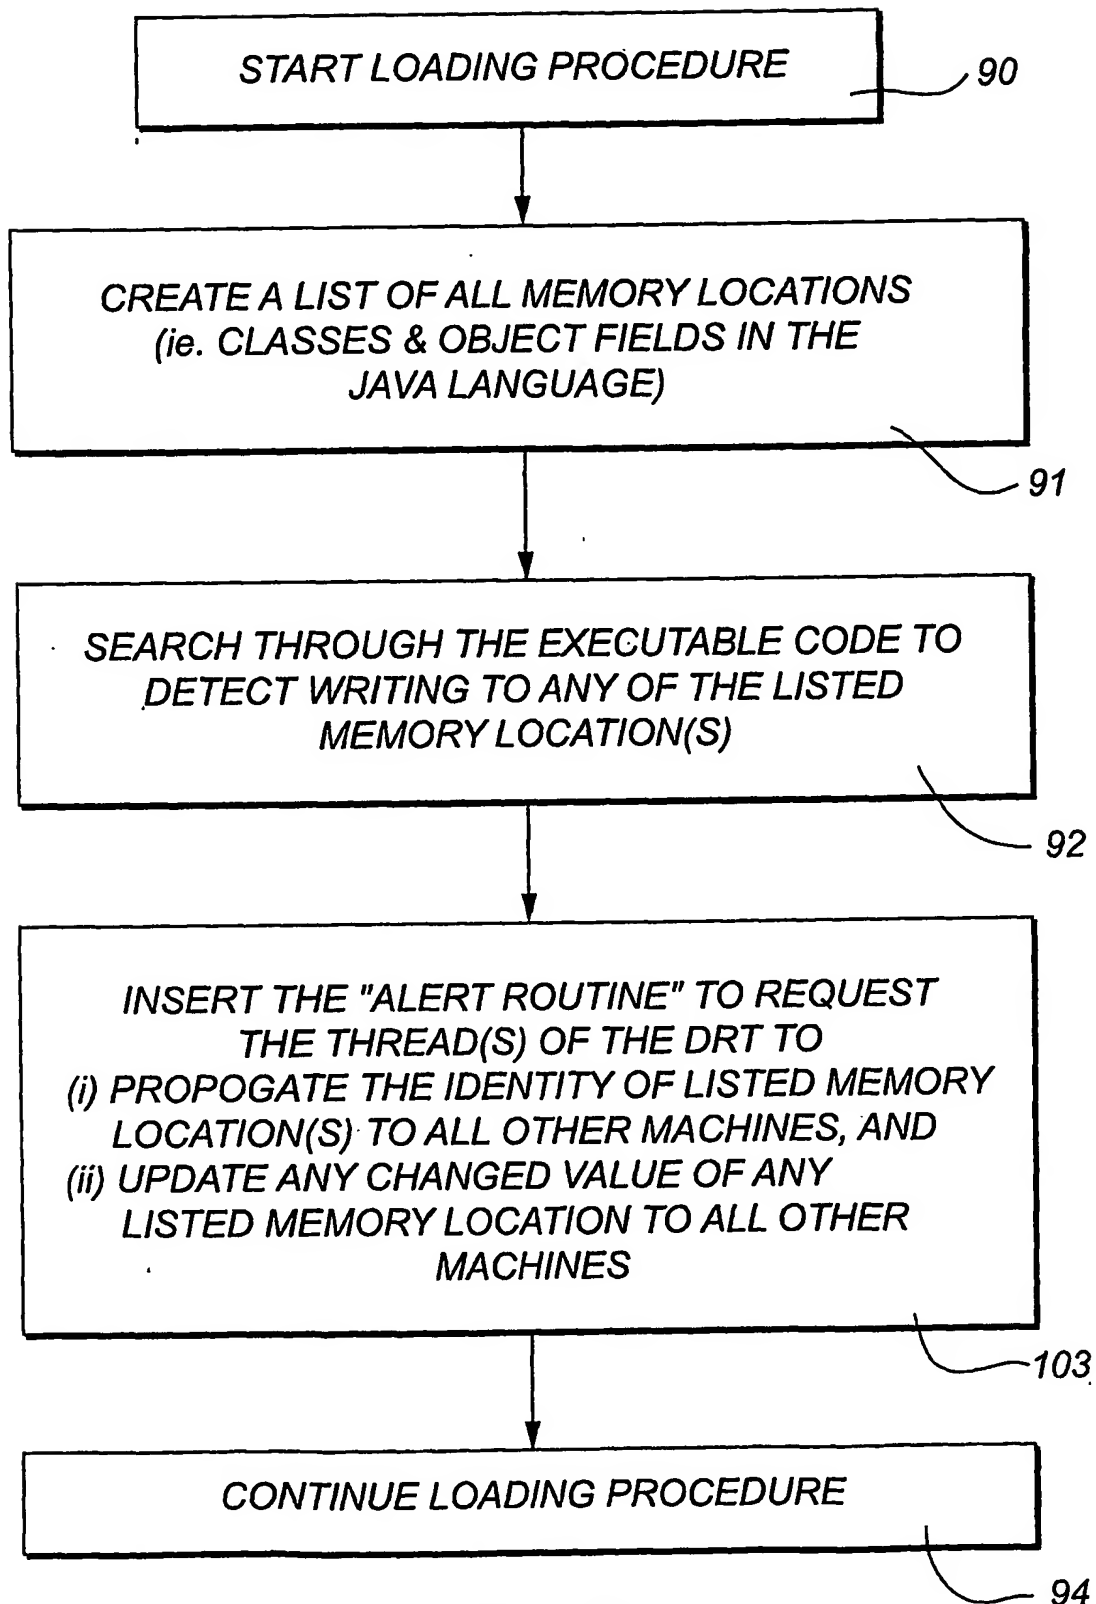 START LOADING PROCEDURE
90
CREATE A LIST OF ALL MEMORY LOCATIONS
(ie. CLASSES & OBJECT FIELDS IN THE
JAVA LANGUAGE)
91
SEARCH THROUGH THE EXECUTABLE CODE TO
DETECT WRITING TO ANY OF THE LISTED
MEMORY LOCATION(S)
92
INSERT THE "ALERT ROUTINE" TO REQUEST
THE THREAD(S) OF THE DRT TO
(i) PROPOGATE THE IDENTITY OF LISTED MEMORY
LOCATION(S) TO ALL OTHER MACHINES, AND
(ii) UPDATE ANY CHANGED VALUE OF ANY
LISTED MEMORY LOCATION TO ALL OTHER
MACHINES
103
CONTINUE LOADING PROCEDURE
94